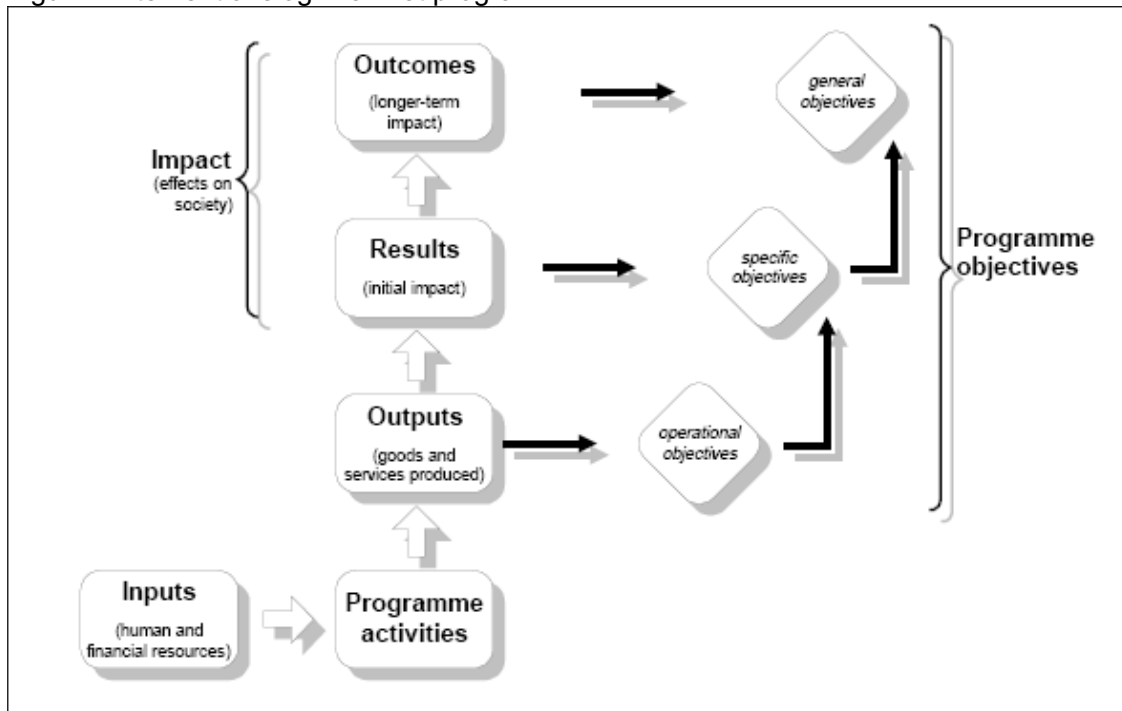 Outcomes
(longer-term
impact)
general
objectives
Impact
(effects on
society)
Results
(initial impact)
specific
objectives
Programme
objectives
Outputs
(goods and
services produced)
operational
objectives
Inputs
(human and
financial resources)
Programme
activities